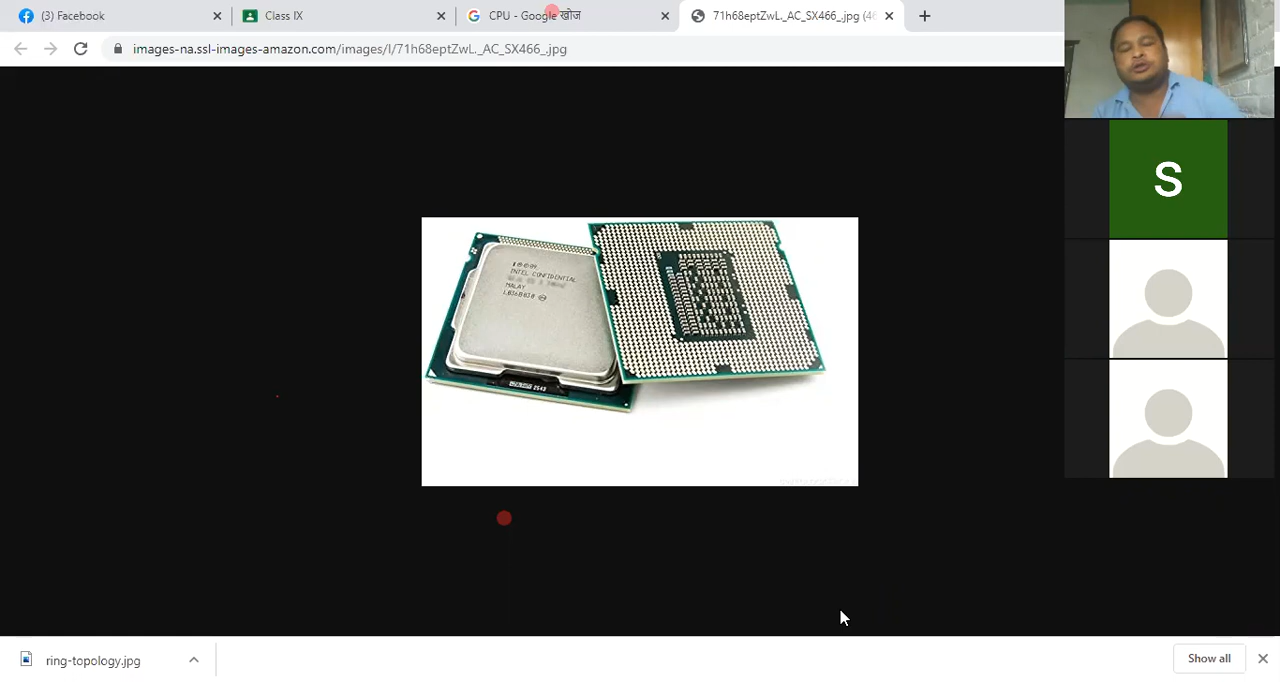 (3) Facebook
Class IX
CPU - Google खोज
71h68eptZwL._AC_SX466_.jpg (46
images-na.ssl-images-amazon.com/images/I/71h68eptZwL._AC_SX466_.jpg
S
INTEL CONFIDENTIAL
MALAY
ring-topology.jpg
Show all